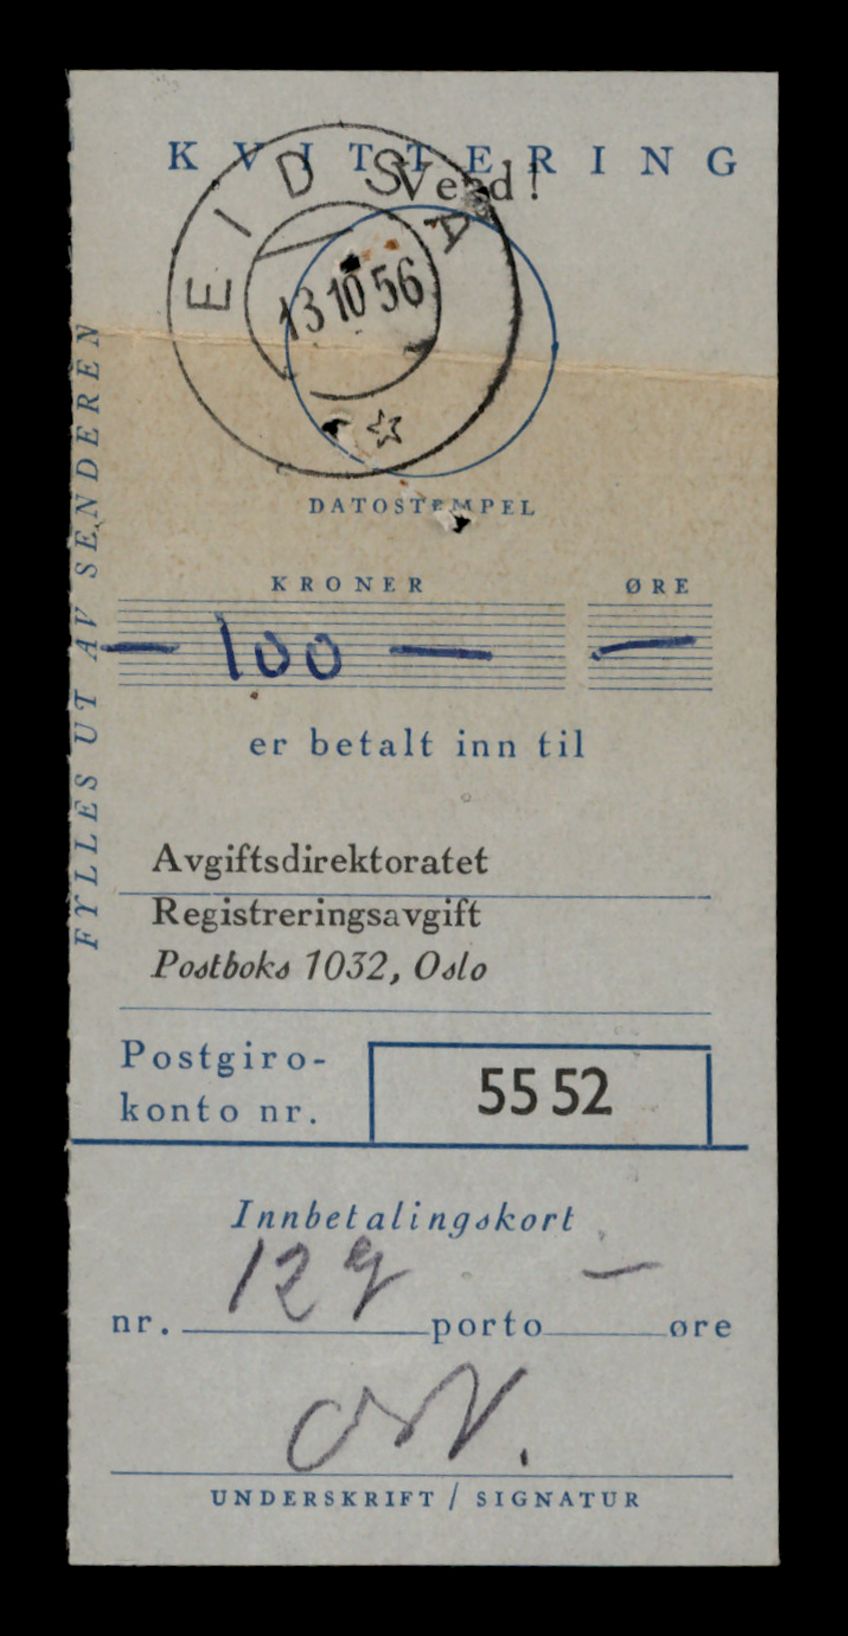 KVITTERING
Vend!
EIDSVA
13 10 56
DATOSTEMPEL
FYLLES UT AV SENDEREN
KRONER ØRE
— 100 — —
er betalt inn til
Avgiftsdirektoratet
Registreringsavgift
Postboks 1032, Oslo
Postgiro-
konto nr. 55 52
Innbetalingskort
nr. 129 porto — øre
UNDERSKRIFT / SIGNATUR